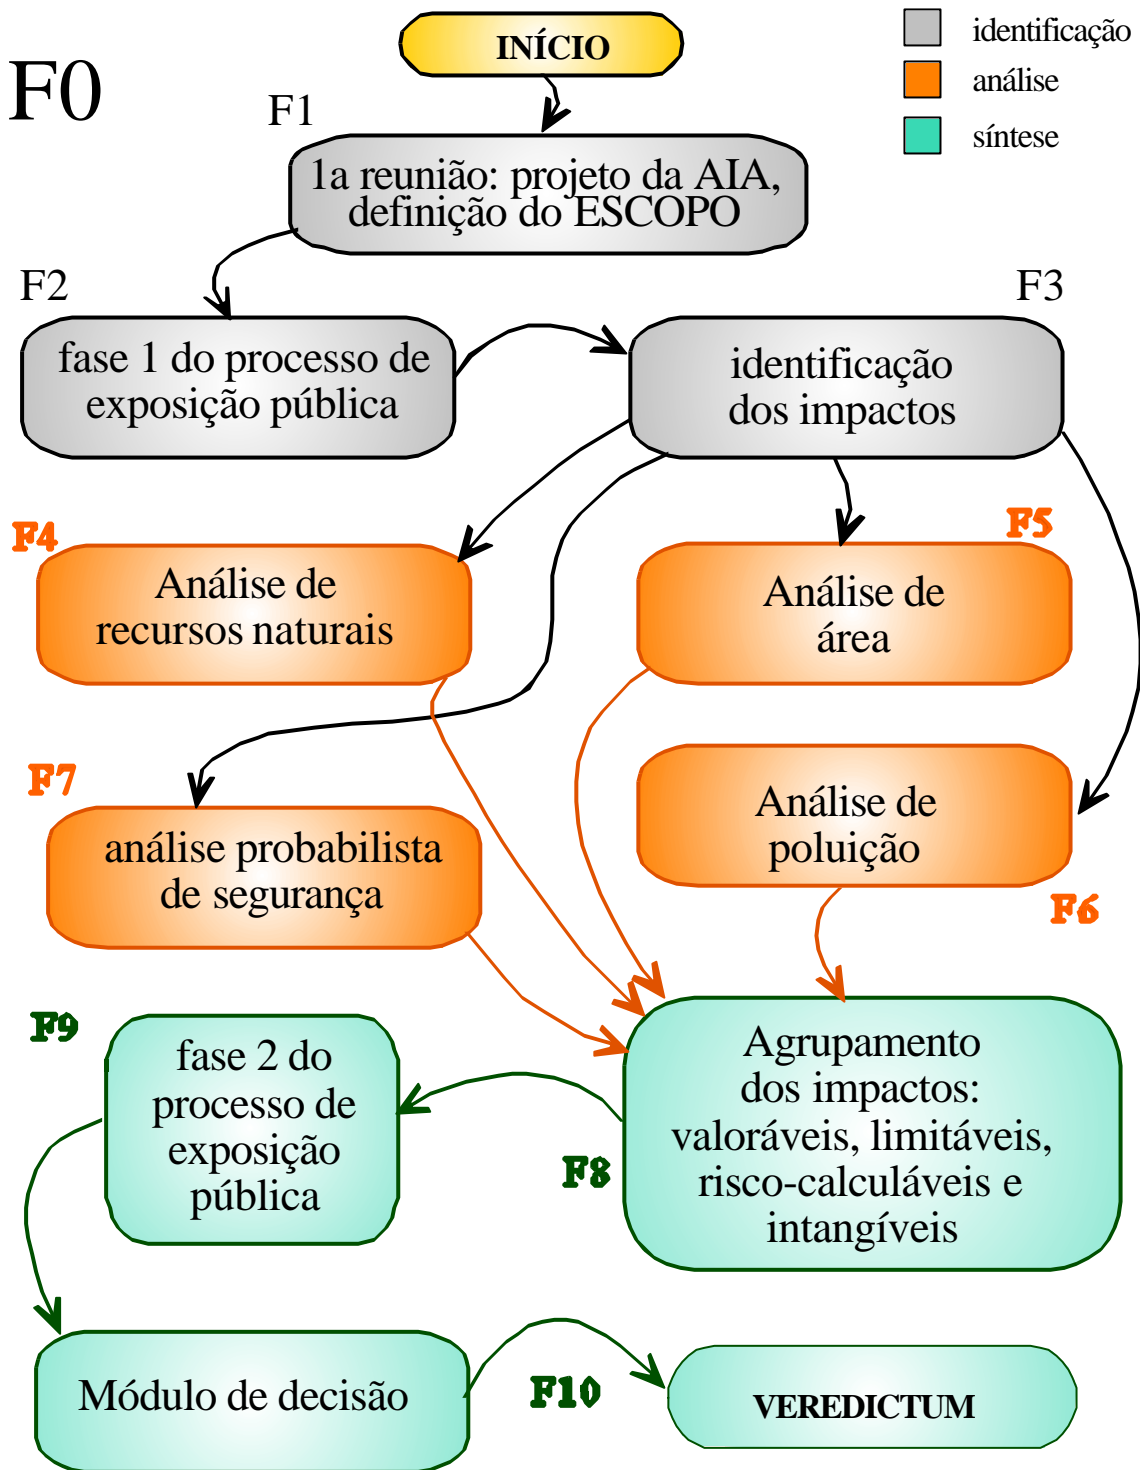 F0
INÍCIO
identificação
análise
síntese
F1
1a reunião: projeto da AIA,
definição do ESCOPO
F2
fase 1 do processo de
exposição pública
F3
identificação
dos impactos
F4
Análise de
recursos naturais
F5
Análise de
área
F7
análise probabilista
de segurança
Análise de
poluição
F6
F9
fase 2 do
processo de
exposição
pública
F8
Agrupamento
dos impactos:
valoráveis, limitáveis,
risco-calculáveis e
intangíveis
Módulo de decisão
F10
VEREDICTUM